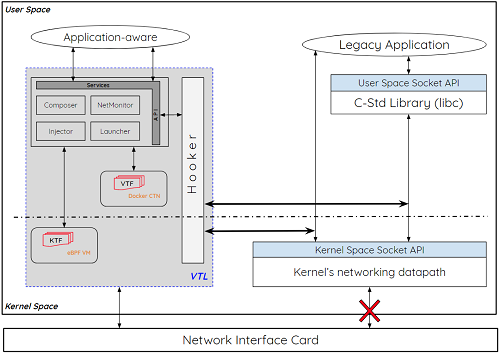 User Space
Application-aware
Legacy Application
Services
Composer
NetMonitor
Injector
Launcher
API
Hooker
User Space Socket API
C-Std Library (libc)
VTF
Docker CTN
KTF
eBPF VM
VTL
Kernel Space Socket API
Kernel's networking datapath
Kernel Space
Network Interface Card